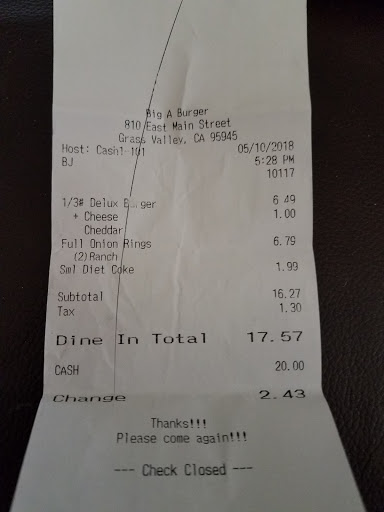 Big A Burger
810 East Main Street
Grass Valley, CA 95945
Host: Cash1 101 05/10/2018
BJ 5:28 PM
10117
1/3# Delux Burger 6.49
+ Cheese 1.00
Cheddar
Full Onion Rings 6.79
(2)Ranch
Sml Diet Coke 1.99
Subtotal 16.27
Tax 1.30
Dine In Total 17.57
CASH 20.00
Change 2.43
Thanks!!!
Please come again!!!
--- Check Closed ---